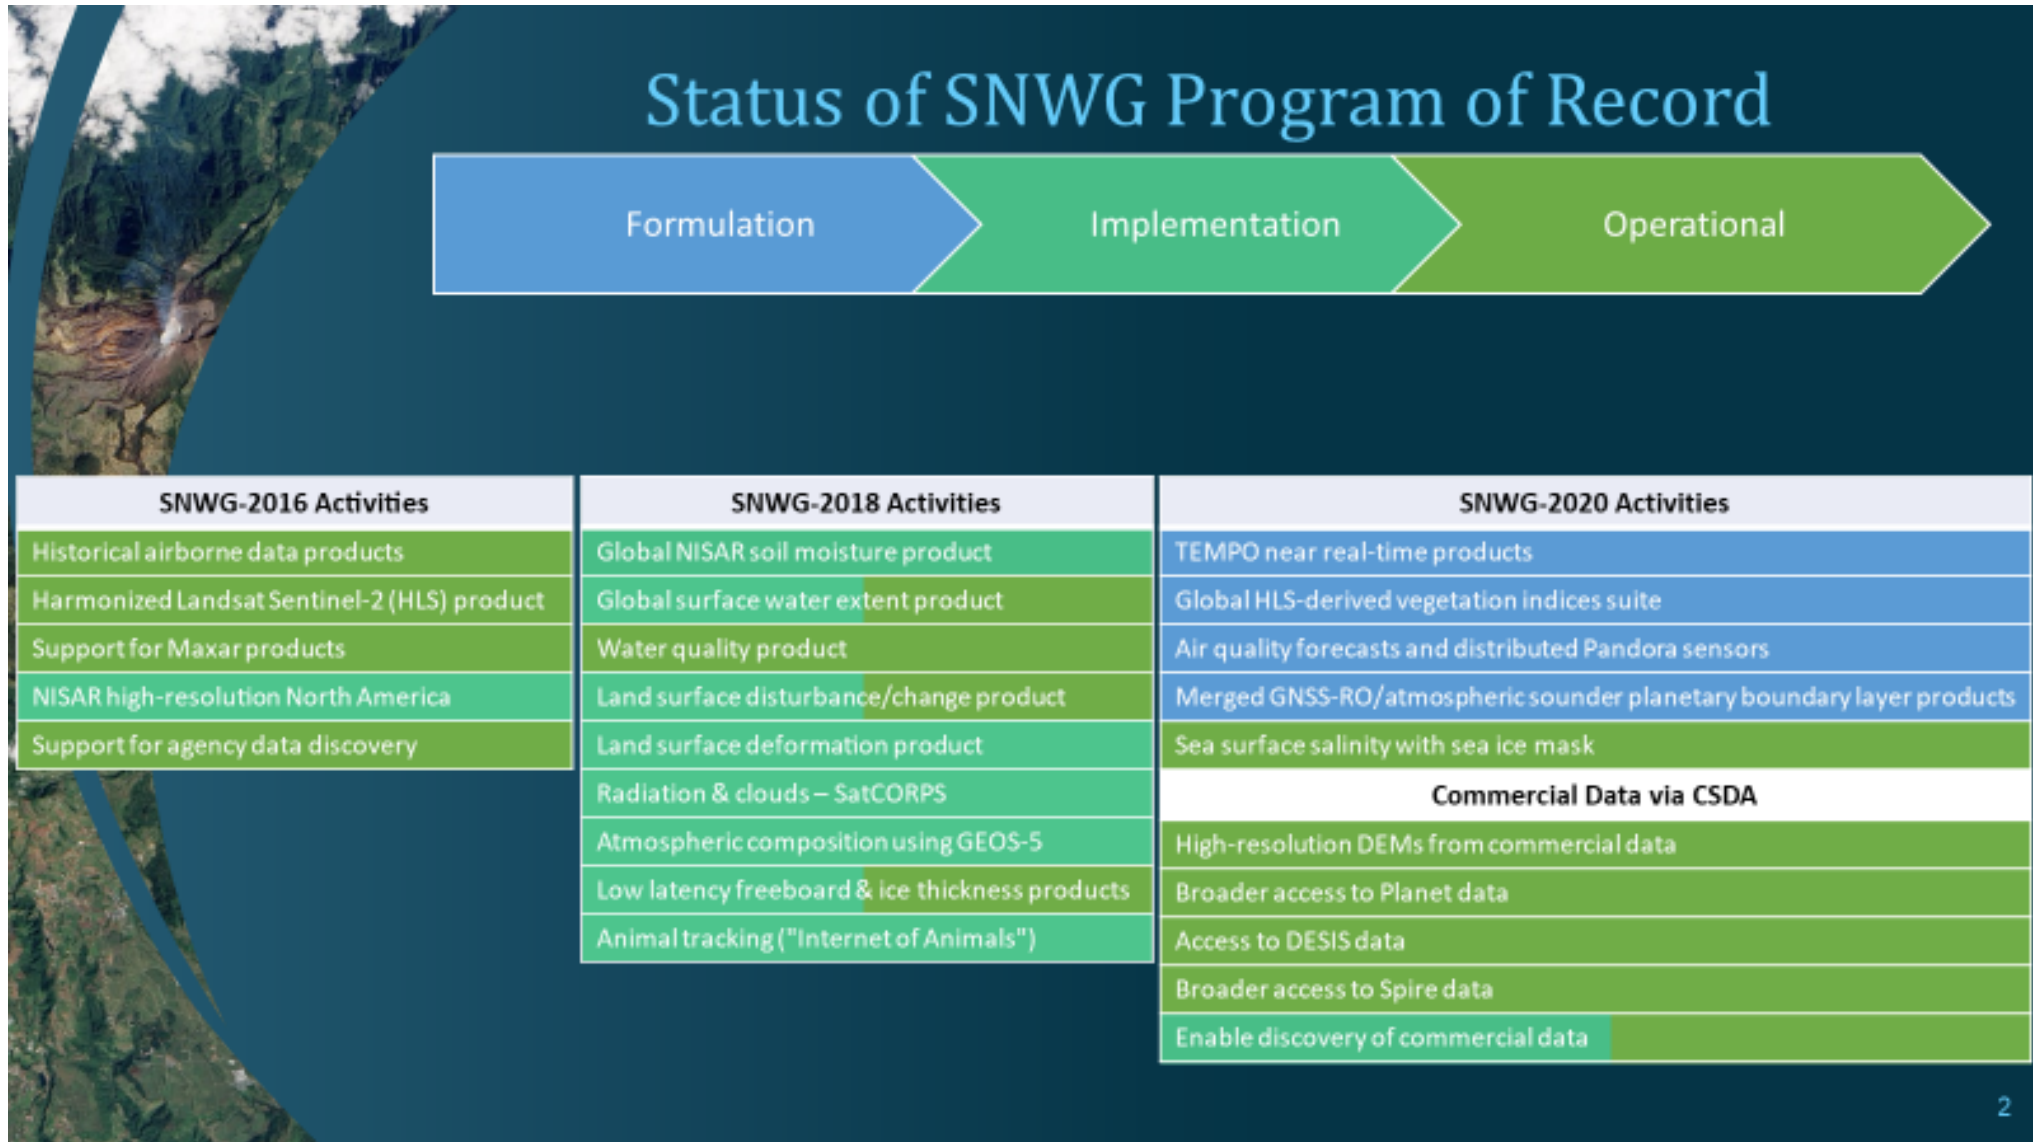 Status of SNWG Program of Record
Formulation
Implementation
Operational
SNWG-2016 Activities
Historical airborne data products
Harmonized Landsat Sentinel-2 (HLS) product
Support for Maxar products
NISAR high-resolution North America
Support for agency data discovery
SNWG-2018 Activities
Global NISAR soil moisture product
Global surface water extent product
Water quality product
Land surface disturbance/change product
Land surface deformation product
Radiation & clouds – SatCORPS
Atmospheric composition using GEOS-5
Low latency freeboard & ice thickness products
Animal tracking ("Internet of Animals")
SNWG-2020 Activities
TEMPO near real-time products
Global HLS-derived vegetation indices suite
Air quality forecasts and distributed Pandora sensors
Merged GNSS-RO/atmospheric sounder planetary boundary layer products
Sea surface salinity with sea ice mask
Commercial Data via CSDA
High-resolution DEMs from commercial data
Broader access to Planet data
Access to DESIS data
Broader access to Spire data
Enable discovery of commercial data
2